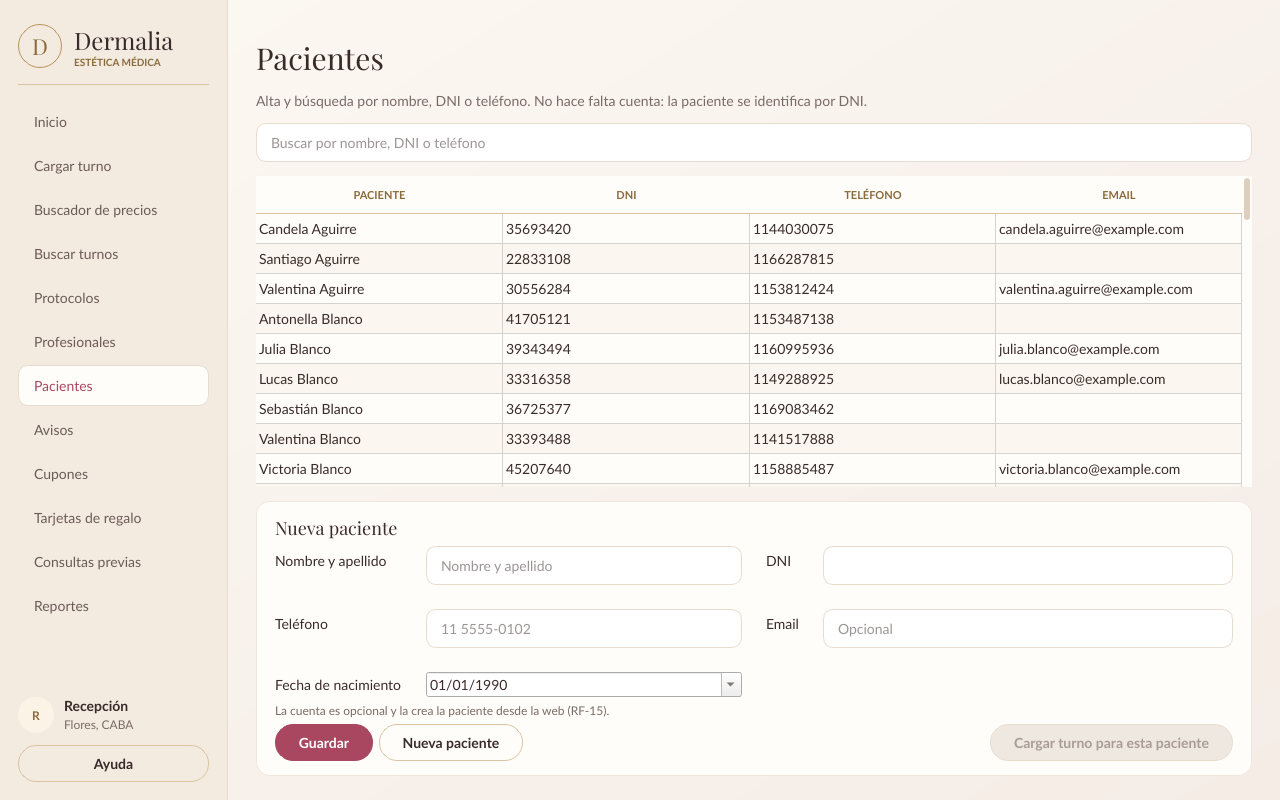 D
Dermalia
ESTÉTICA MÉDICA
Inicio
Cargar turno
Buscador de precios
Buscar turnos
Protocolos
Profesionales
Pacientes
Avisos
Cupones
Tarjetas de regalo
Consultas previas
Reportes
R
Recepción
Flores, CABA
Ayuda
Pacientes
Alta y búsqueda por nombre, DNI o teléfono. No hace falta cuenta: la paciente se identifica por DNI.
Buscar por nombre, DNI o teléfono
PACIENTE DNI TELÉFONO EMAIL
Candela Aguirre 35693420 1144030075 candela.aguirre@example.com
Santiago Aguirre 22833108 1166287815
Valentina Aguirre 30556284 1153812424 valentina.aguirre@example.com
Antonella Blanco 41705121 1153487138
Julia Blanco 39343494 1160995936 julia.blanco@example.com
Lucas Blanco 33316358 1149288925 lucas.blanco@example.com
Sebastián Blanco 36725377 1169083462
Valentina Blanco 33393488 1141517888
Victoria Blanco 45207640 1158885487 victoria.blanco@example.com
Nueva paciente
Nombre y apellido Nombre y apellido DNI
Teléfono 11 5555-0102 Email Opcional
Fecha de nacimiento 01/01/1990
La cuenta es opcional y la crea la paciente desde la web (RF-15).
Guardar Nueva paciente Cargar turno para esta paciente